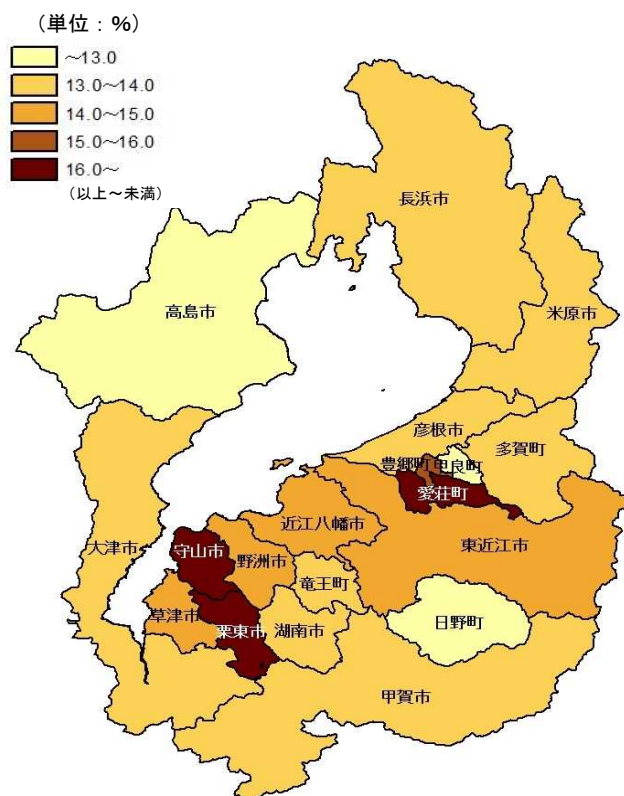 （単位：%）
～13.0
13.0～14.0
14.0～15.0
15.0～16.0
16.0～
（以上～未満）
長浜市
高島市
米原市
彦根市
多賀町
豊郷町
甲良町
愛荘町
近江八幡市
東近江市
大津市
守山市
野洲市
竜王町
草津市
栗東市
湖南市
日野町
甲賀市